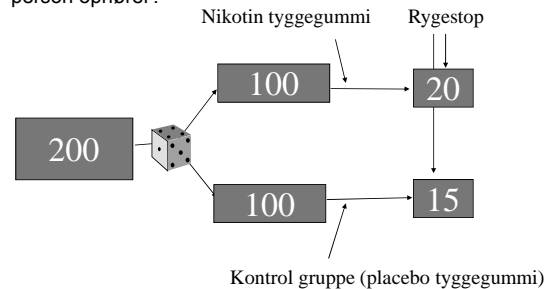 person ophører?
Nikotin tyggegummi
Rygestop
100
20
200
100
15
Kontrol gruppe (placebo tyggegummi)